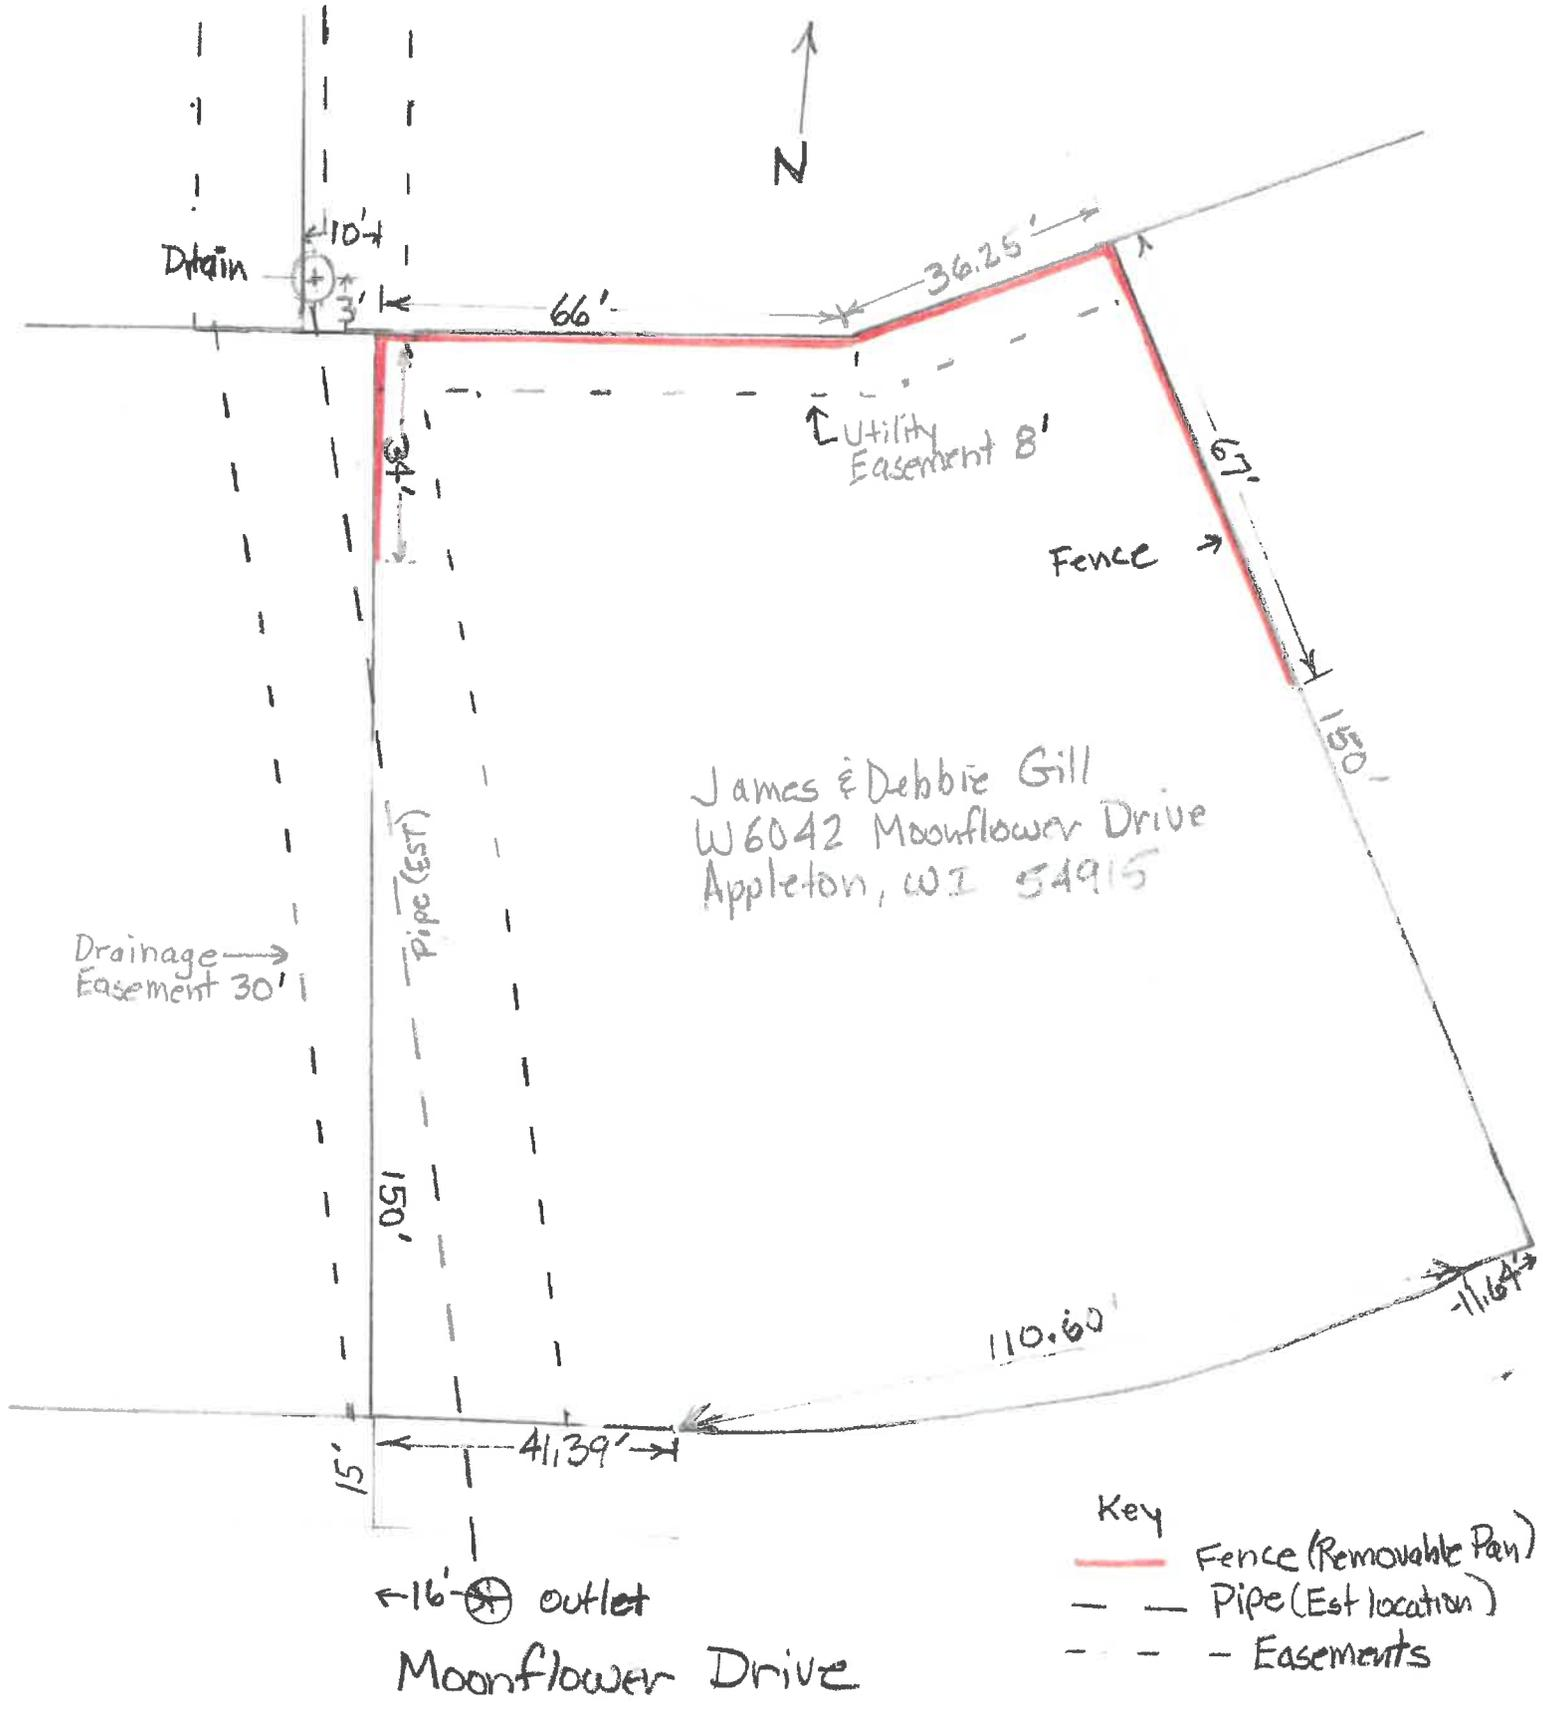 N
10'
Drain
3'
66'
36.25'
Utility
Easement 8'
34'
67'
Fence
150'
James & Debbie Gill
W6042 Moonflower Drive
Appleton, WI 54915
Pipe (EST)
Drainage
Easement 30'
150'
110.60'
11.64'
41.39'
15'
16'
outlet
Moonflower Drive
Key
Fence (Removable Pan)
Pipe (Est location)
Easements